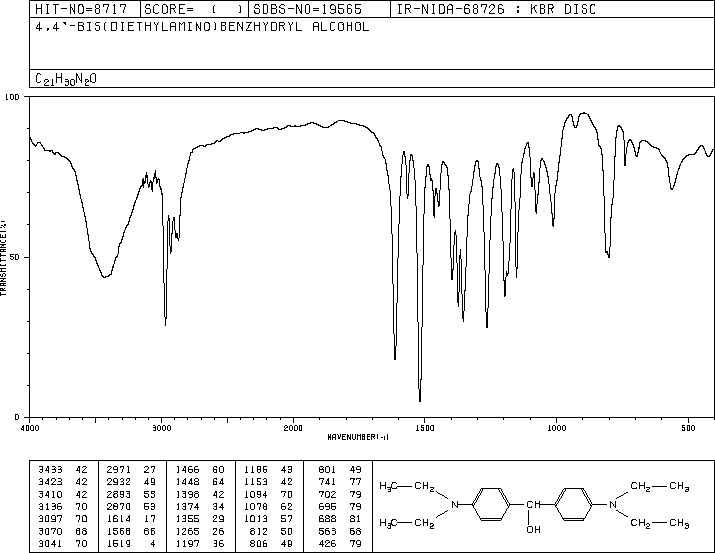 HIT-NO=8717 |SCORE= ( )|SDBS-NO=19565 |IR-NIDA-68726 : KBR DISC
4,4'-BIS(DIETHYLAMINO)BENZHYDRYL ALCOHOL
C21H30N2O
100
50
0
TRANSMITTANCE(%)
4000 3000 2000 1500 1000 500
WAVENUMBER(-1)
3433 42 2971 27 1466 60 1186 43 801 49
3423 42 2932 49 1448 64 1153 42 741 77
3410 42 2893 55 1398 42 1094 70 702 79
3136 70 2870 53 1374 34 1078 62 695 79
3097 70 1614 17 1355 29 1013 57 688 81
3070 68 1568 66 1265 26 812 50 563 68
3041 70 1519 4 1197 36 806 49 426 79
H3C—CH2 CH2—CH3
N CH N
H3C—CH2 OH CH2—CH3